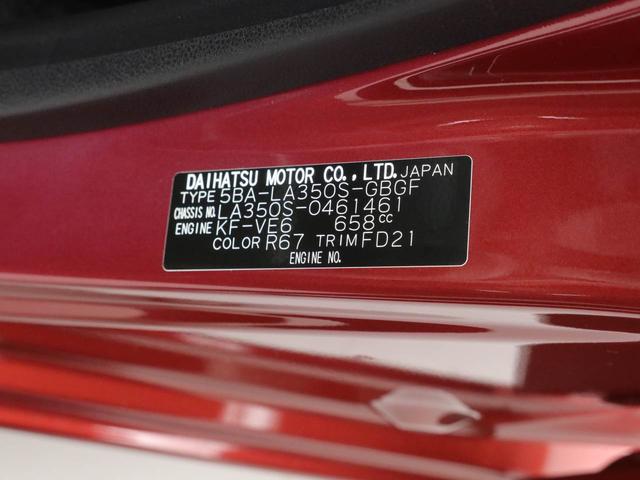 DAIHATSU MOTOR CO., LTD. JAPAN
TYPE 5BA-LA350S-GBGF
CHASSIS NO. LA350S-0461461
ENGINE KF-VE6 658cc
COLOR R67 TRIM FD21
ENGINE NO.